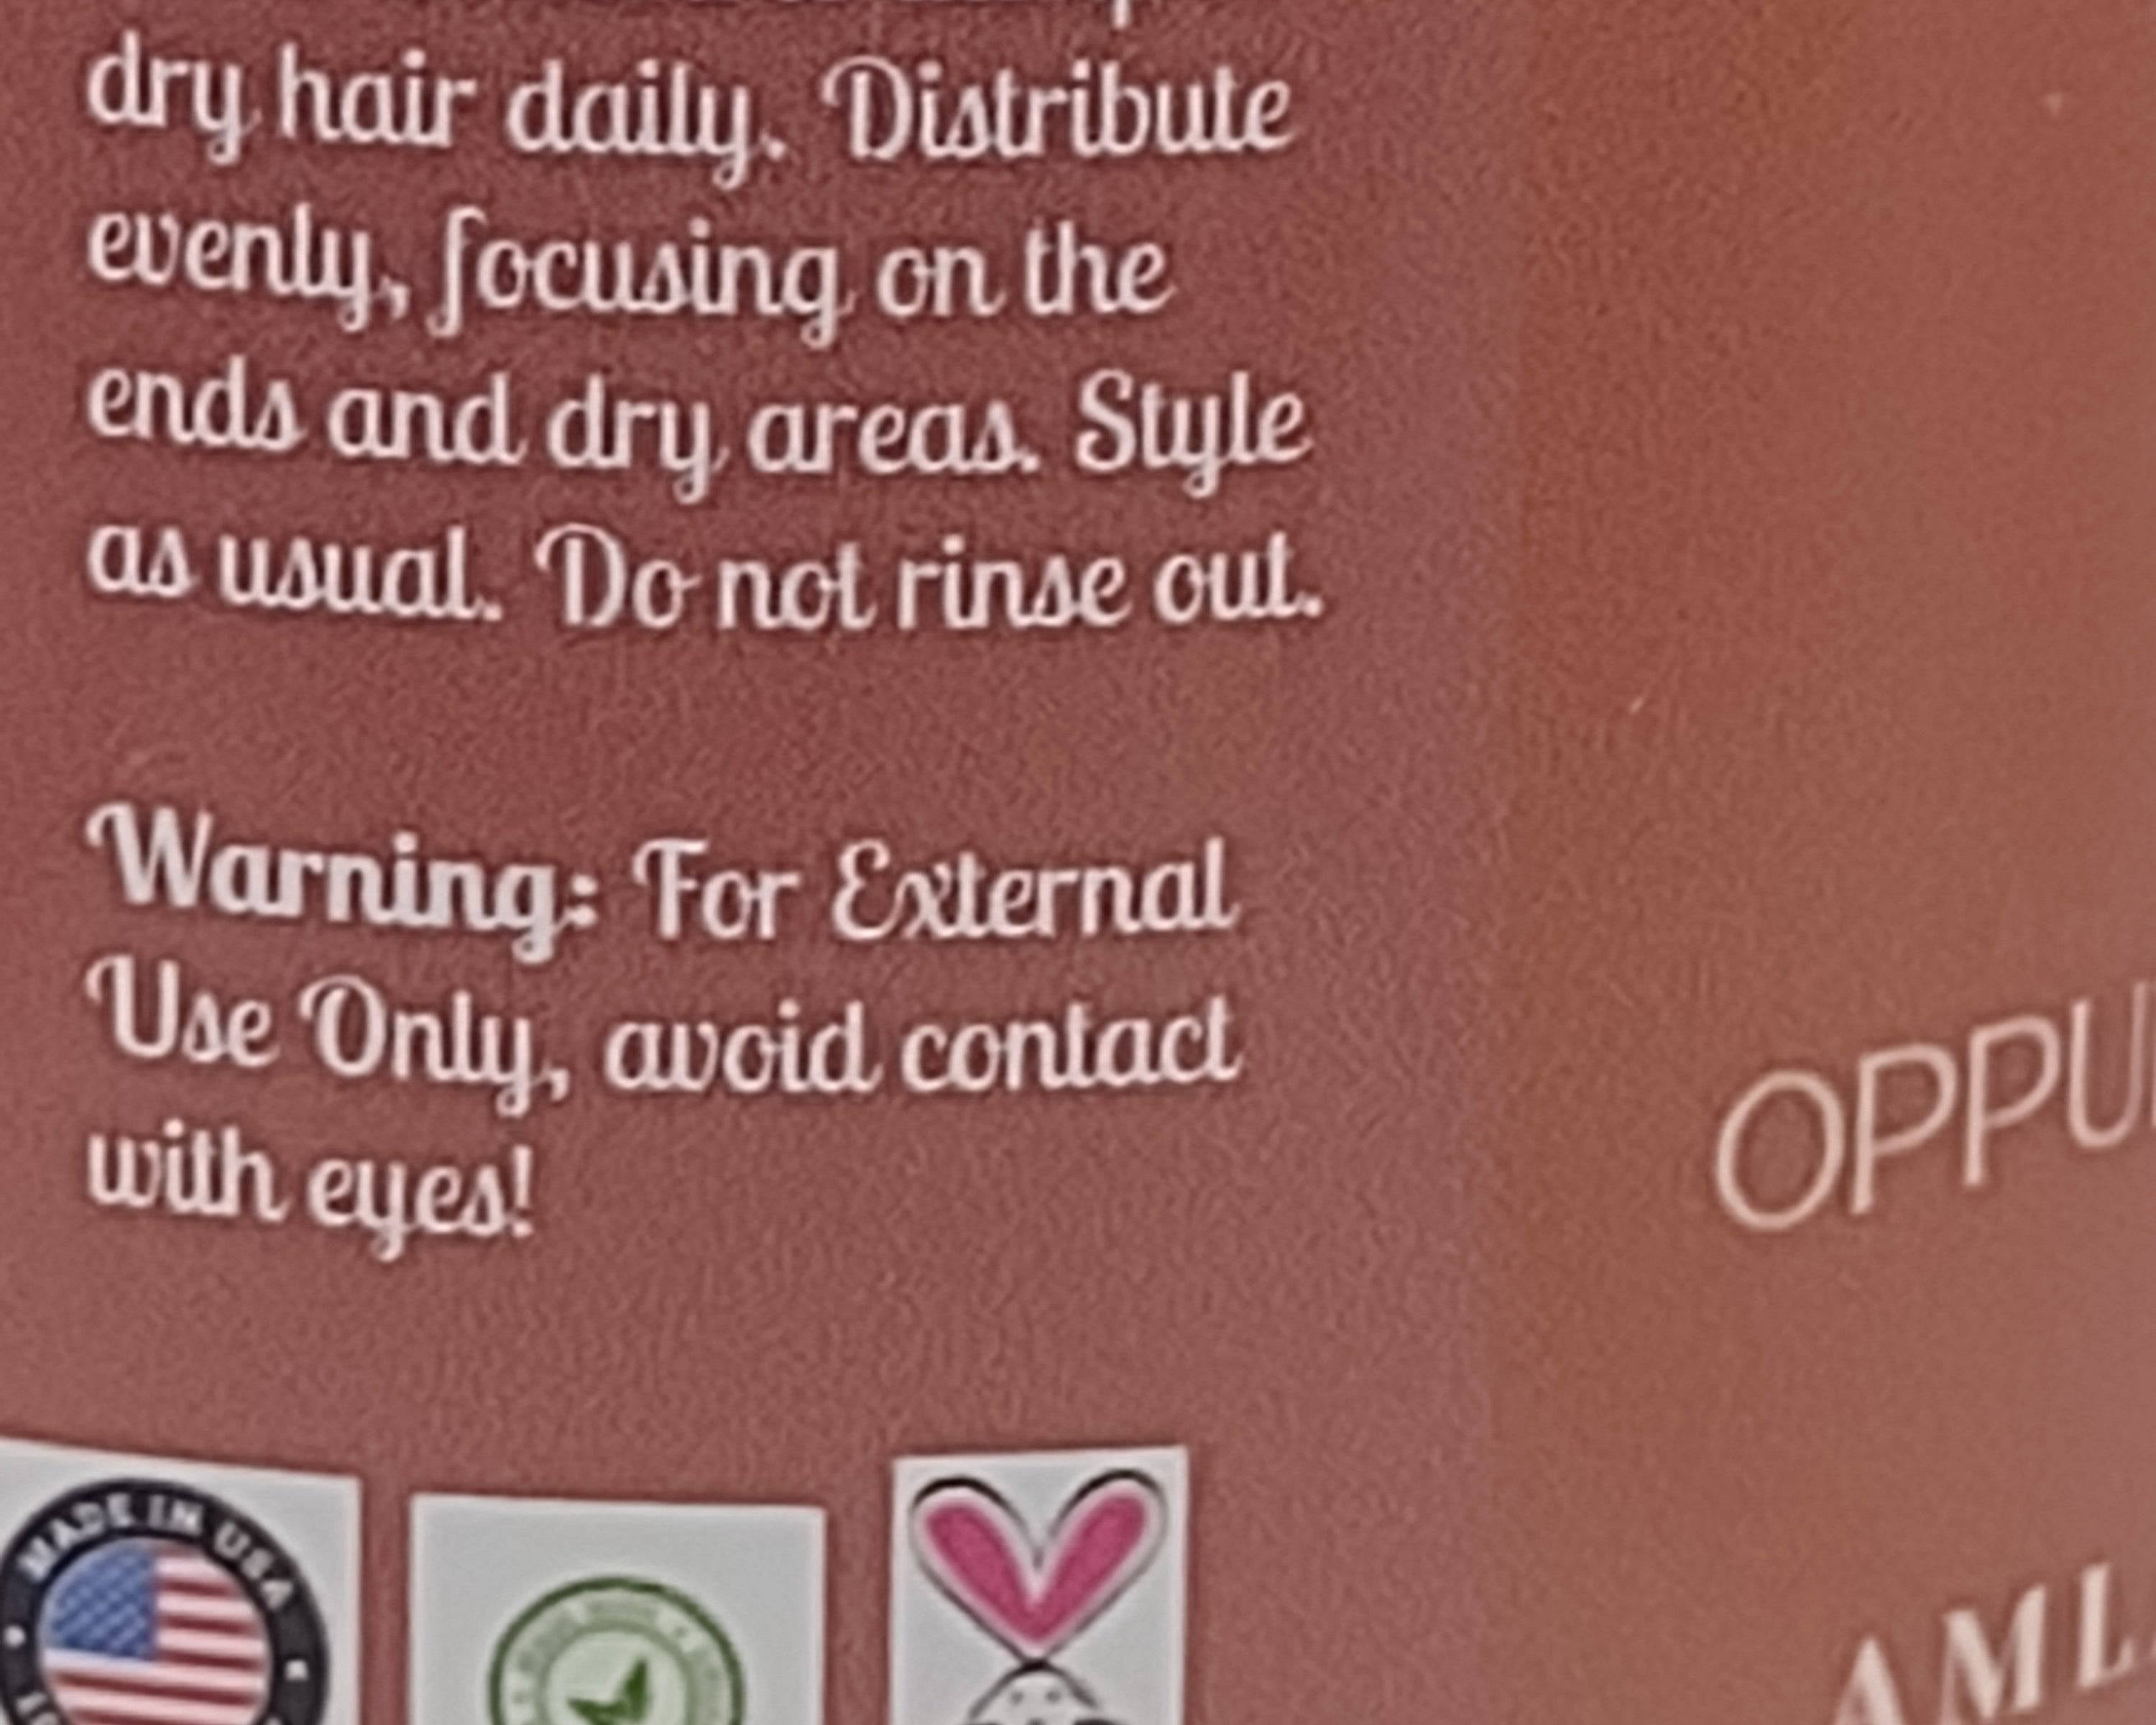 dry hair daily. Distribute
evenly, focusing on the
ends and dry areas. Style
as usual. Do not rinse out.
Warning: For External
Use Only, avoid contact
with eyes!
OPPU
AML
MADE IN USA